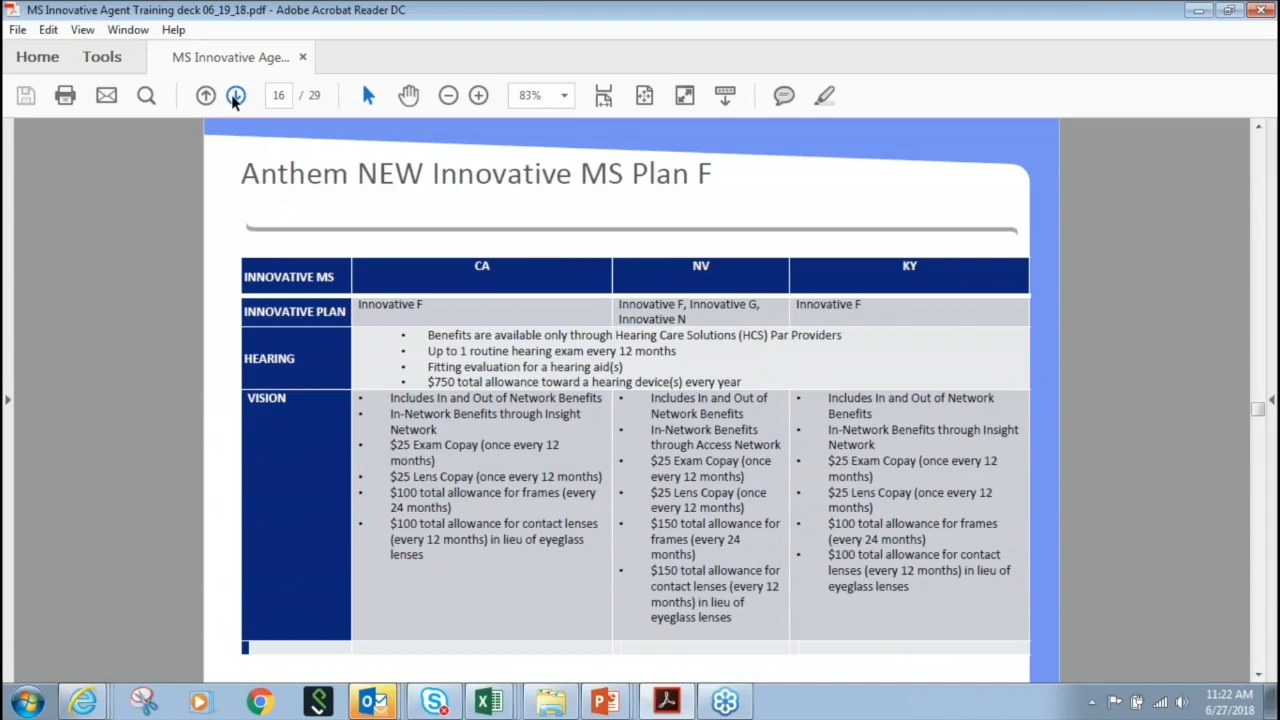 MS Innovative Agent Training deck 06_19_18.pdf - Adobe Acrobat Reader DC
File Edit View Window Help
Home Tools MS Innovative Age... ×
16 / 29 83%
Anthem NEW Innovative MS Plan F
INNOVATIVE MS CA NV KY
INNOVATIVE PLAN
Innovative F
Innovative F, Innovative G,
Innovative N
Innovative F
HEARING
• Benefits are available only through Hearing Care Solutions (HCS) Par Providers
• Up to 1 routine hearing exam every 12 months
• Fitting evaluation for a hearing aid(s)
• $750 total allowance toward a hearing device(s) every year
VISION
• Includes In and Out of Network Benefits
• In-Network Benefits through Insight
Network
• $25 Exam Copay (once every 12
months)
• $25 Lens Copay (once every 12 months)
• $100 total allowance for frames (every
24 months)
• $100 total allowance for contact lenses
(every 12 months) in lieu of eyeglass
lenses
• Includes In and Out of
Network Benefits
• In-Network Benefits
through Access Network
• $25 Exam Copay (once
every 12 months)
• $25 Lens Copay (once
every 12 months)
• $150 total allowance for
frames (every 24
months)
• $150 total allowance for
contact lenses (every 12
months) in lieu of
eyeglass lenses
• Includes In and Out of Network
Benefits
• In-Network Benefits through Insight
Network
• $25 Exam Copay (once every 12
months)
• $25 Lens Copay (once every 12
months)
• $100 total allowance for frames
(every 24 months)
• $100 total allowance for contact
lenses (every 12 months) in lieu of
eyeglass lenses
11:22 AM
6/27/2018